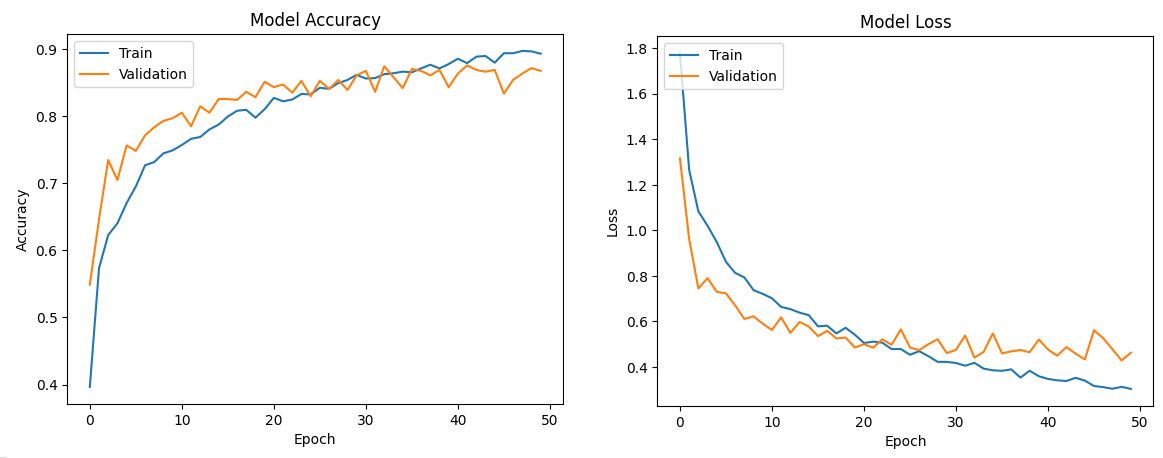 Model Accuracy
Train
Validation
0.9
0.8
0.7
0.6
0.5
0.4
Accuracy
0 10 20 30 40 50
Epoch
Model Loss
Train
Validation
1.8
1.6
1.4
1.2
1.0
0.8
0.6
0.4
Loss
0 10 20 30 40 50
Epoch